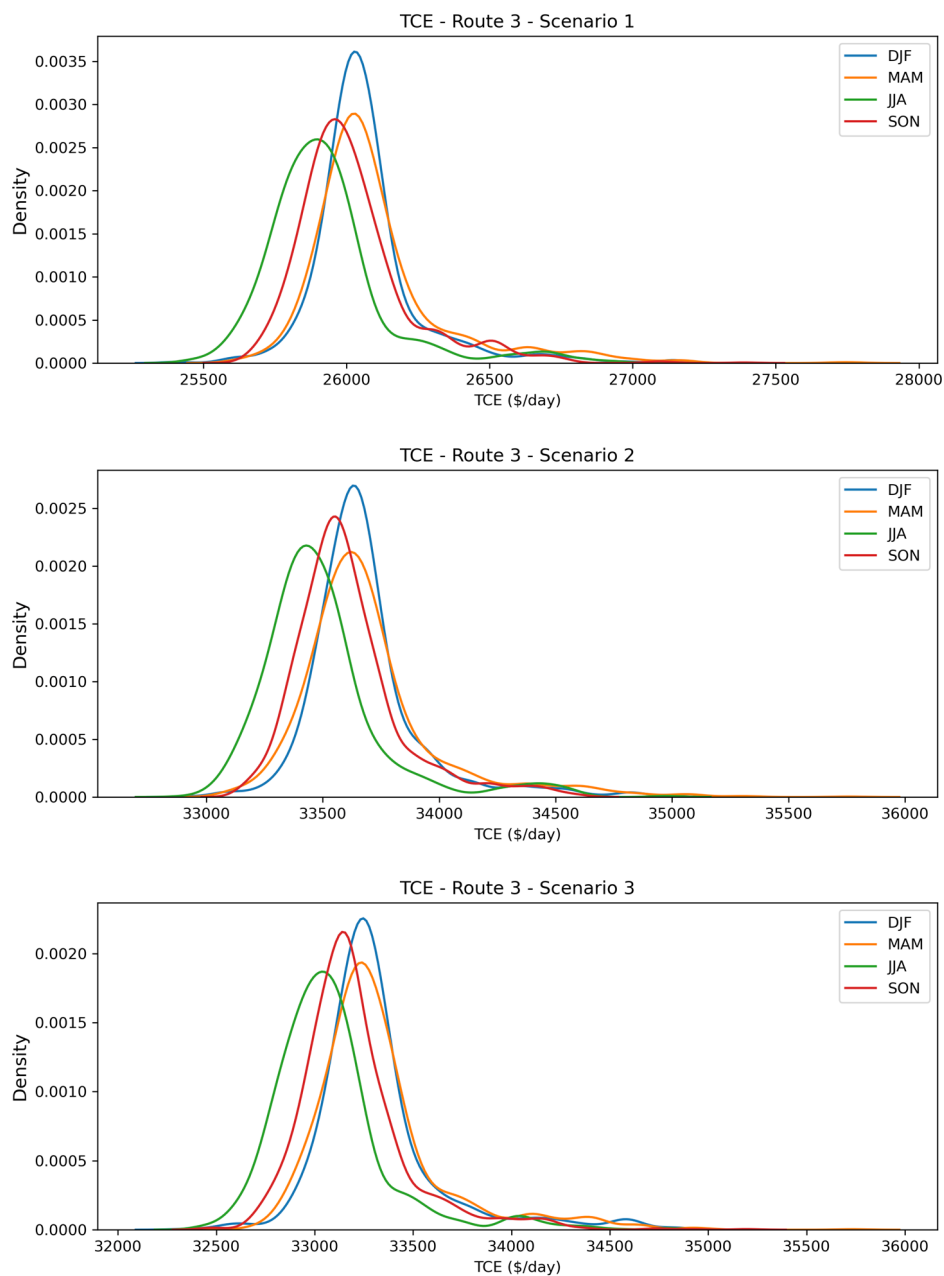 TCE - Route 3 - Scenario 1
DJF
MAM
JJA
SON
0.0035
0.0030
0.0025
0.0020
0.0015
0.0010
0.0005
0.0000
Density
25500 26000 26500 27000 27500 28000
TCE ($/day)
TCE - Route 3 - Scenario 2
DJF
MAM
JJA
SON
0.0025
0.0020
0.0015
0.0010
0.0005
0.0000
Density
33000 33500 34000 34500 35000 35500 36000
TCE ($/day)
TCE - Route 3 - Scenario 3
DJF
MAM
JJA
SON
0.0020
0.0015
0.0010
0.0005
0.0000
Density
32000 32500 33000 33500 34000 34500 35000 35500 36000
TCE ($/day)